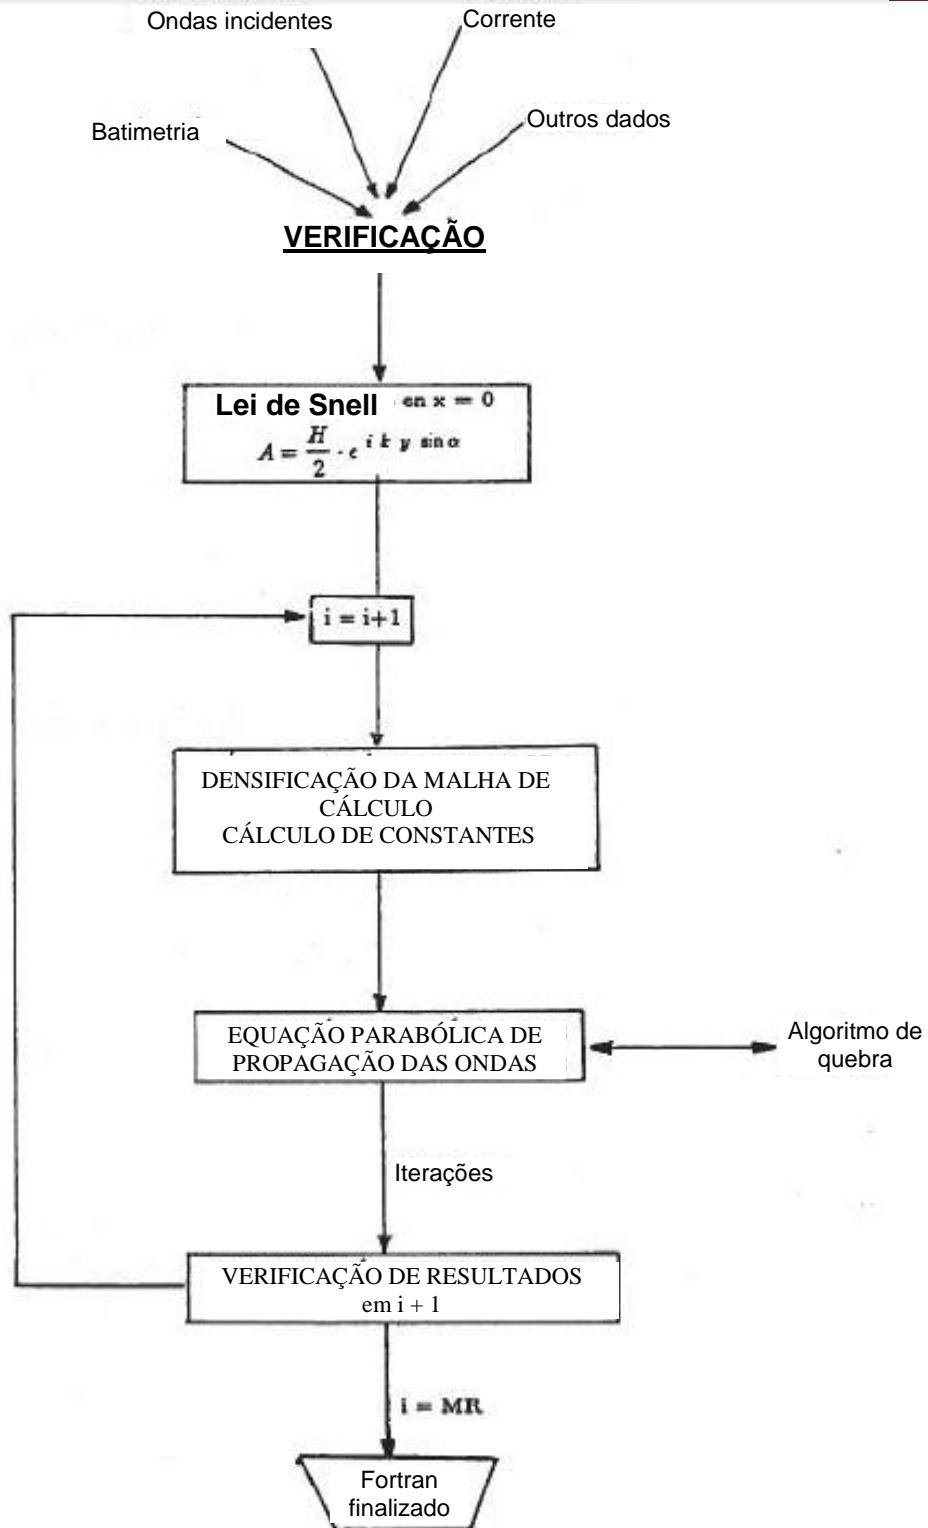 Ondas incidentes
Corrente
Batimetria
Outros dados
VERIFICAÇÃO
Lei de Snell en x = 0
A = H/2 · e^{i k y sin α}
i = i+1
DENSIFICAÇÃO DA MALHA DE
CÁLCULO
CÁLCULO DE CONSTANTES
EQUAÇÃO PARABÓLICA DE
PROPAGAÇÃO DAS ONDAS
Algoritmo de
quebra
Iterações
VERIFICAÇÃO DE RESULTADOS
em i + 1
i = MR
Fortran
finalizado